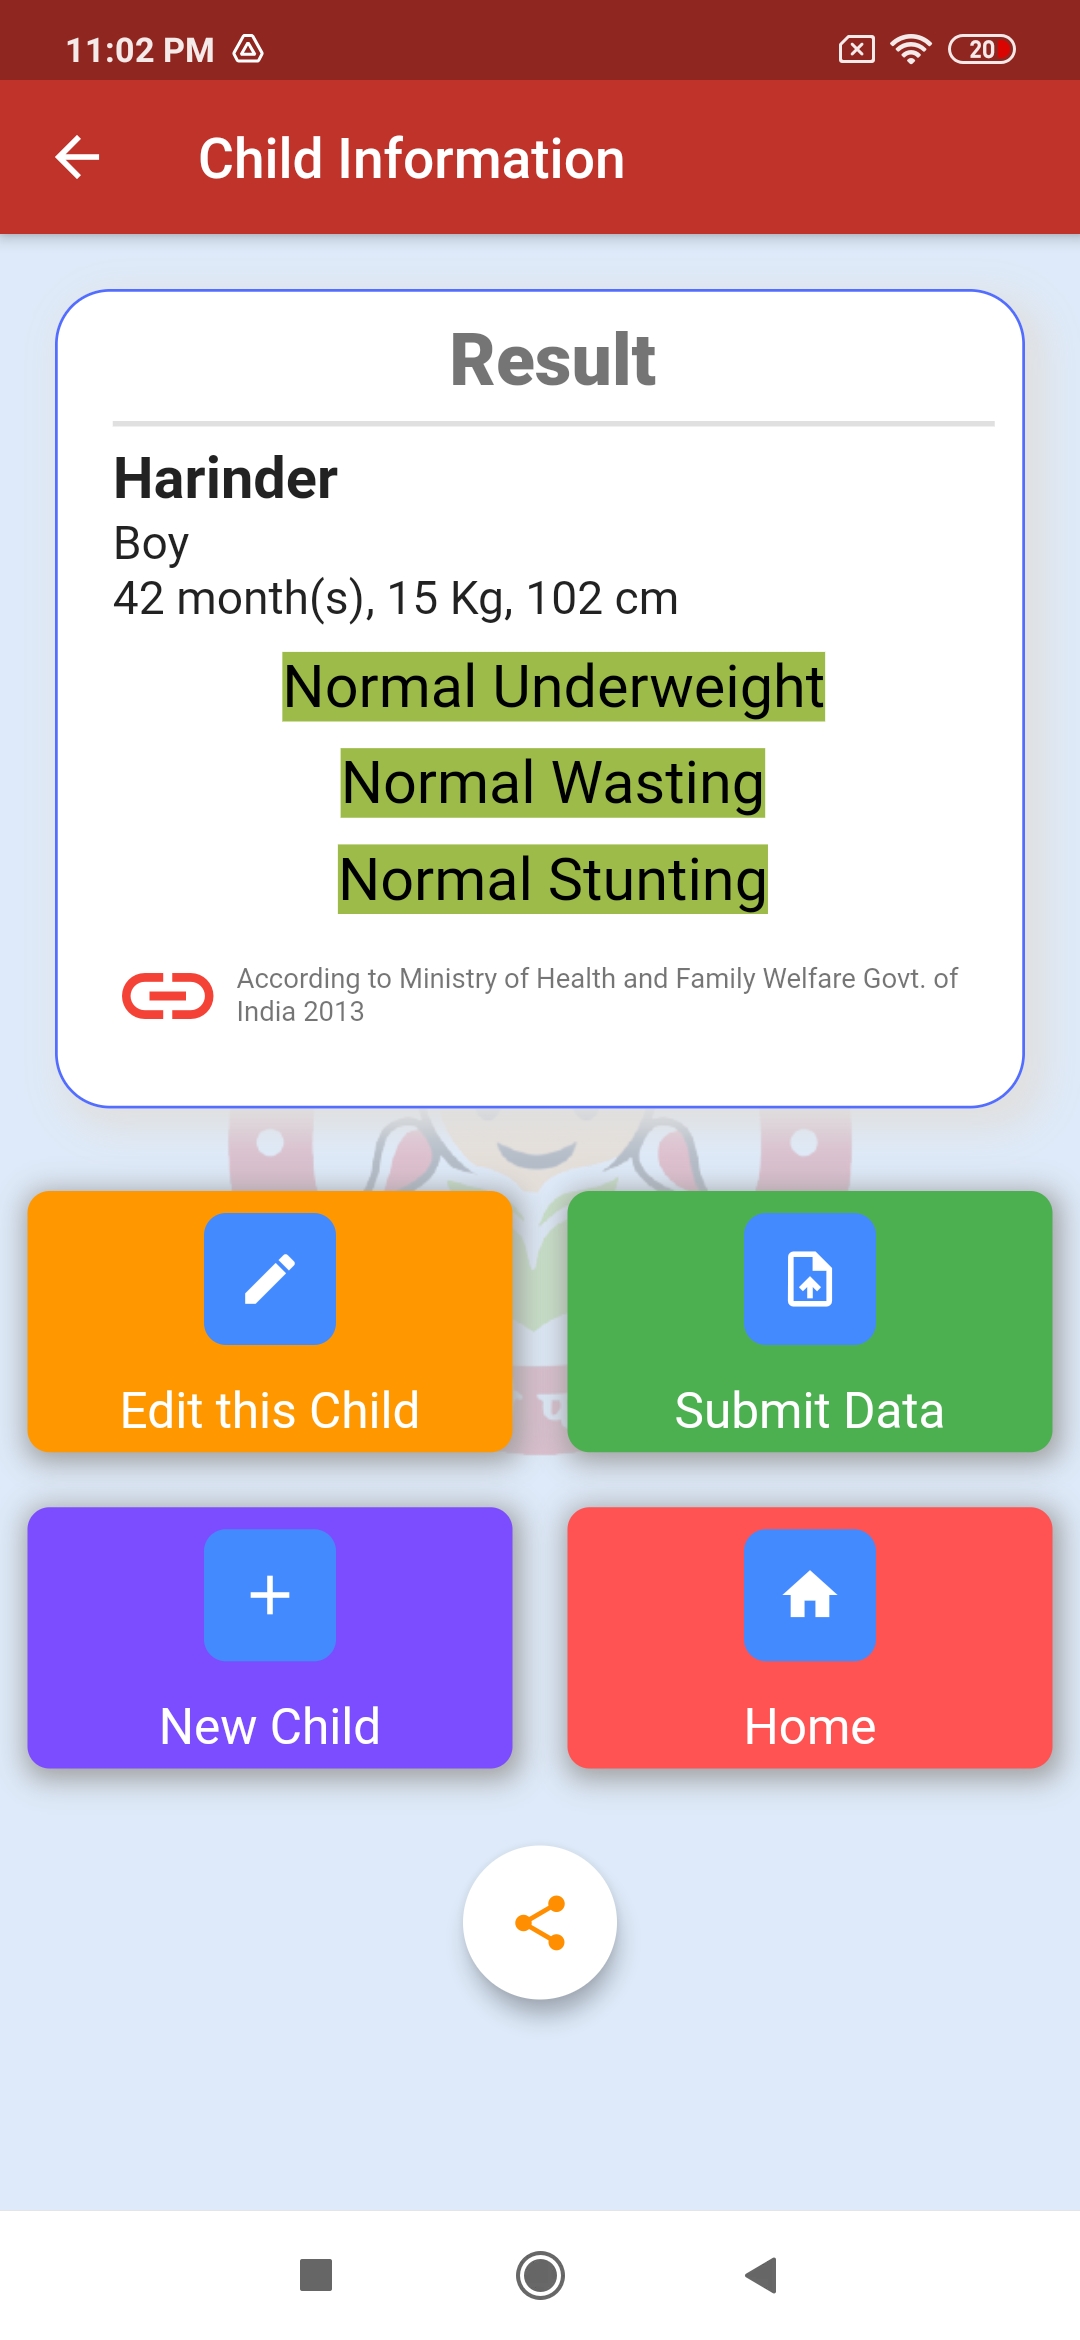 11:02 PM
20
Child Information
Result
Harinder
Boy
42 month(s), 15 Kg, 102 cm
Normal Underweight
Normal Wasting
Normal Stunting
According to Ministry of Health and Family Welfare Govt. of
India 2013
Edit this Child
Submit Data
New Child
Home